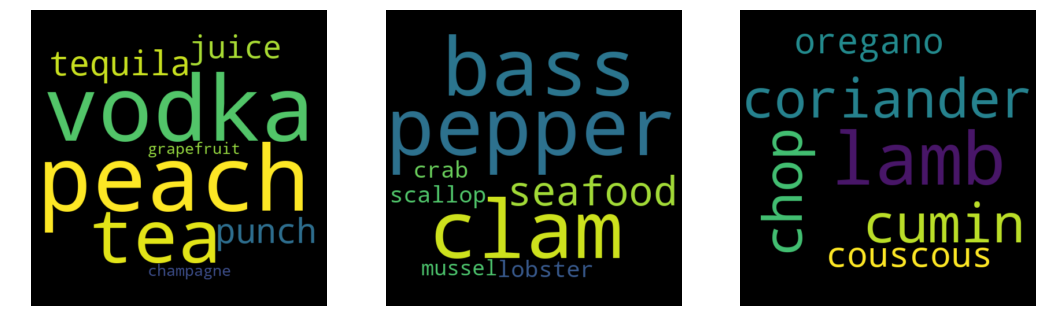 tequila
juice
vodka
grapefruit
peach
tea
punch
champagne
bass
pepper
crab
scallop
seafood
clam
mussel
lobster
oregano
coriander
chop
lamb
cumin
couscous